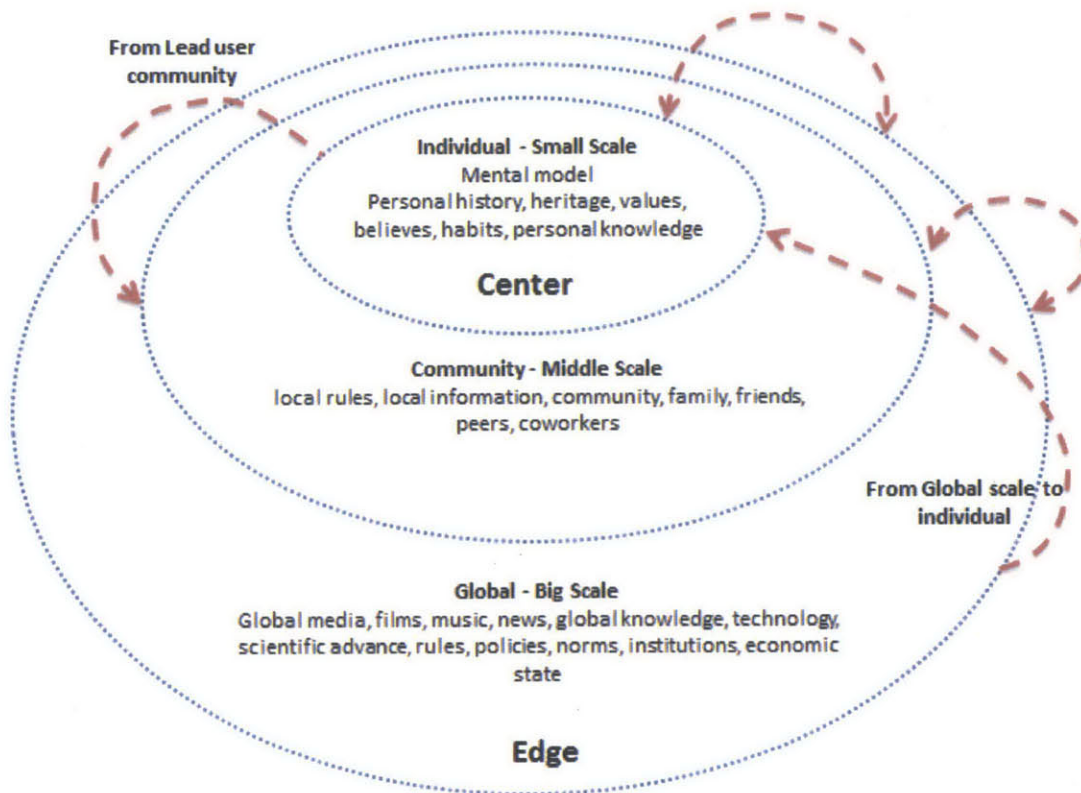 From Lead user
community
Individual - Small Scale
Mental model
Personal history, heritage, values,
believes, habits, personal knowledge
Center
Community - Middle Scale
local rules, local information, community, family, friends,
peers, coworkers
From Global scale to
individual
Global - Big Scale
Global media, films, music, news, global knowledge, technology,
scientific advance, rules, policies, norms, institutions, economic
state
Edge